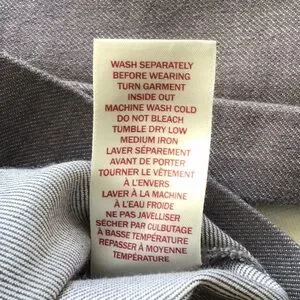 WASH SEPARATELY
BEFORE WEARING
TURN GARMENT
INSIDE OUT
MACHINE WASH COLD
DO NOT BLEACH
TUMBLE DRY LOW
MEDIUM IRON
LAVER SÉPARÉMENT
AVANT DE PORTER
TOURNER LE VÊTEMENT
À L'ENVERS
LAVER À LA MACHINE
À L'EAU FROIDE
NE PAS JAVELLISER
SÉCHER PAR CULBUTAGE
À BASSE TEMPÉRATURE
REPASSER À MOYENNE
TEMPÉRATURE